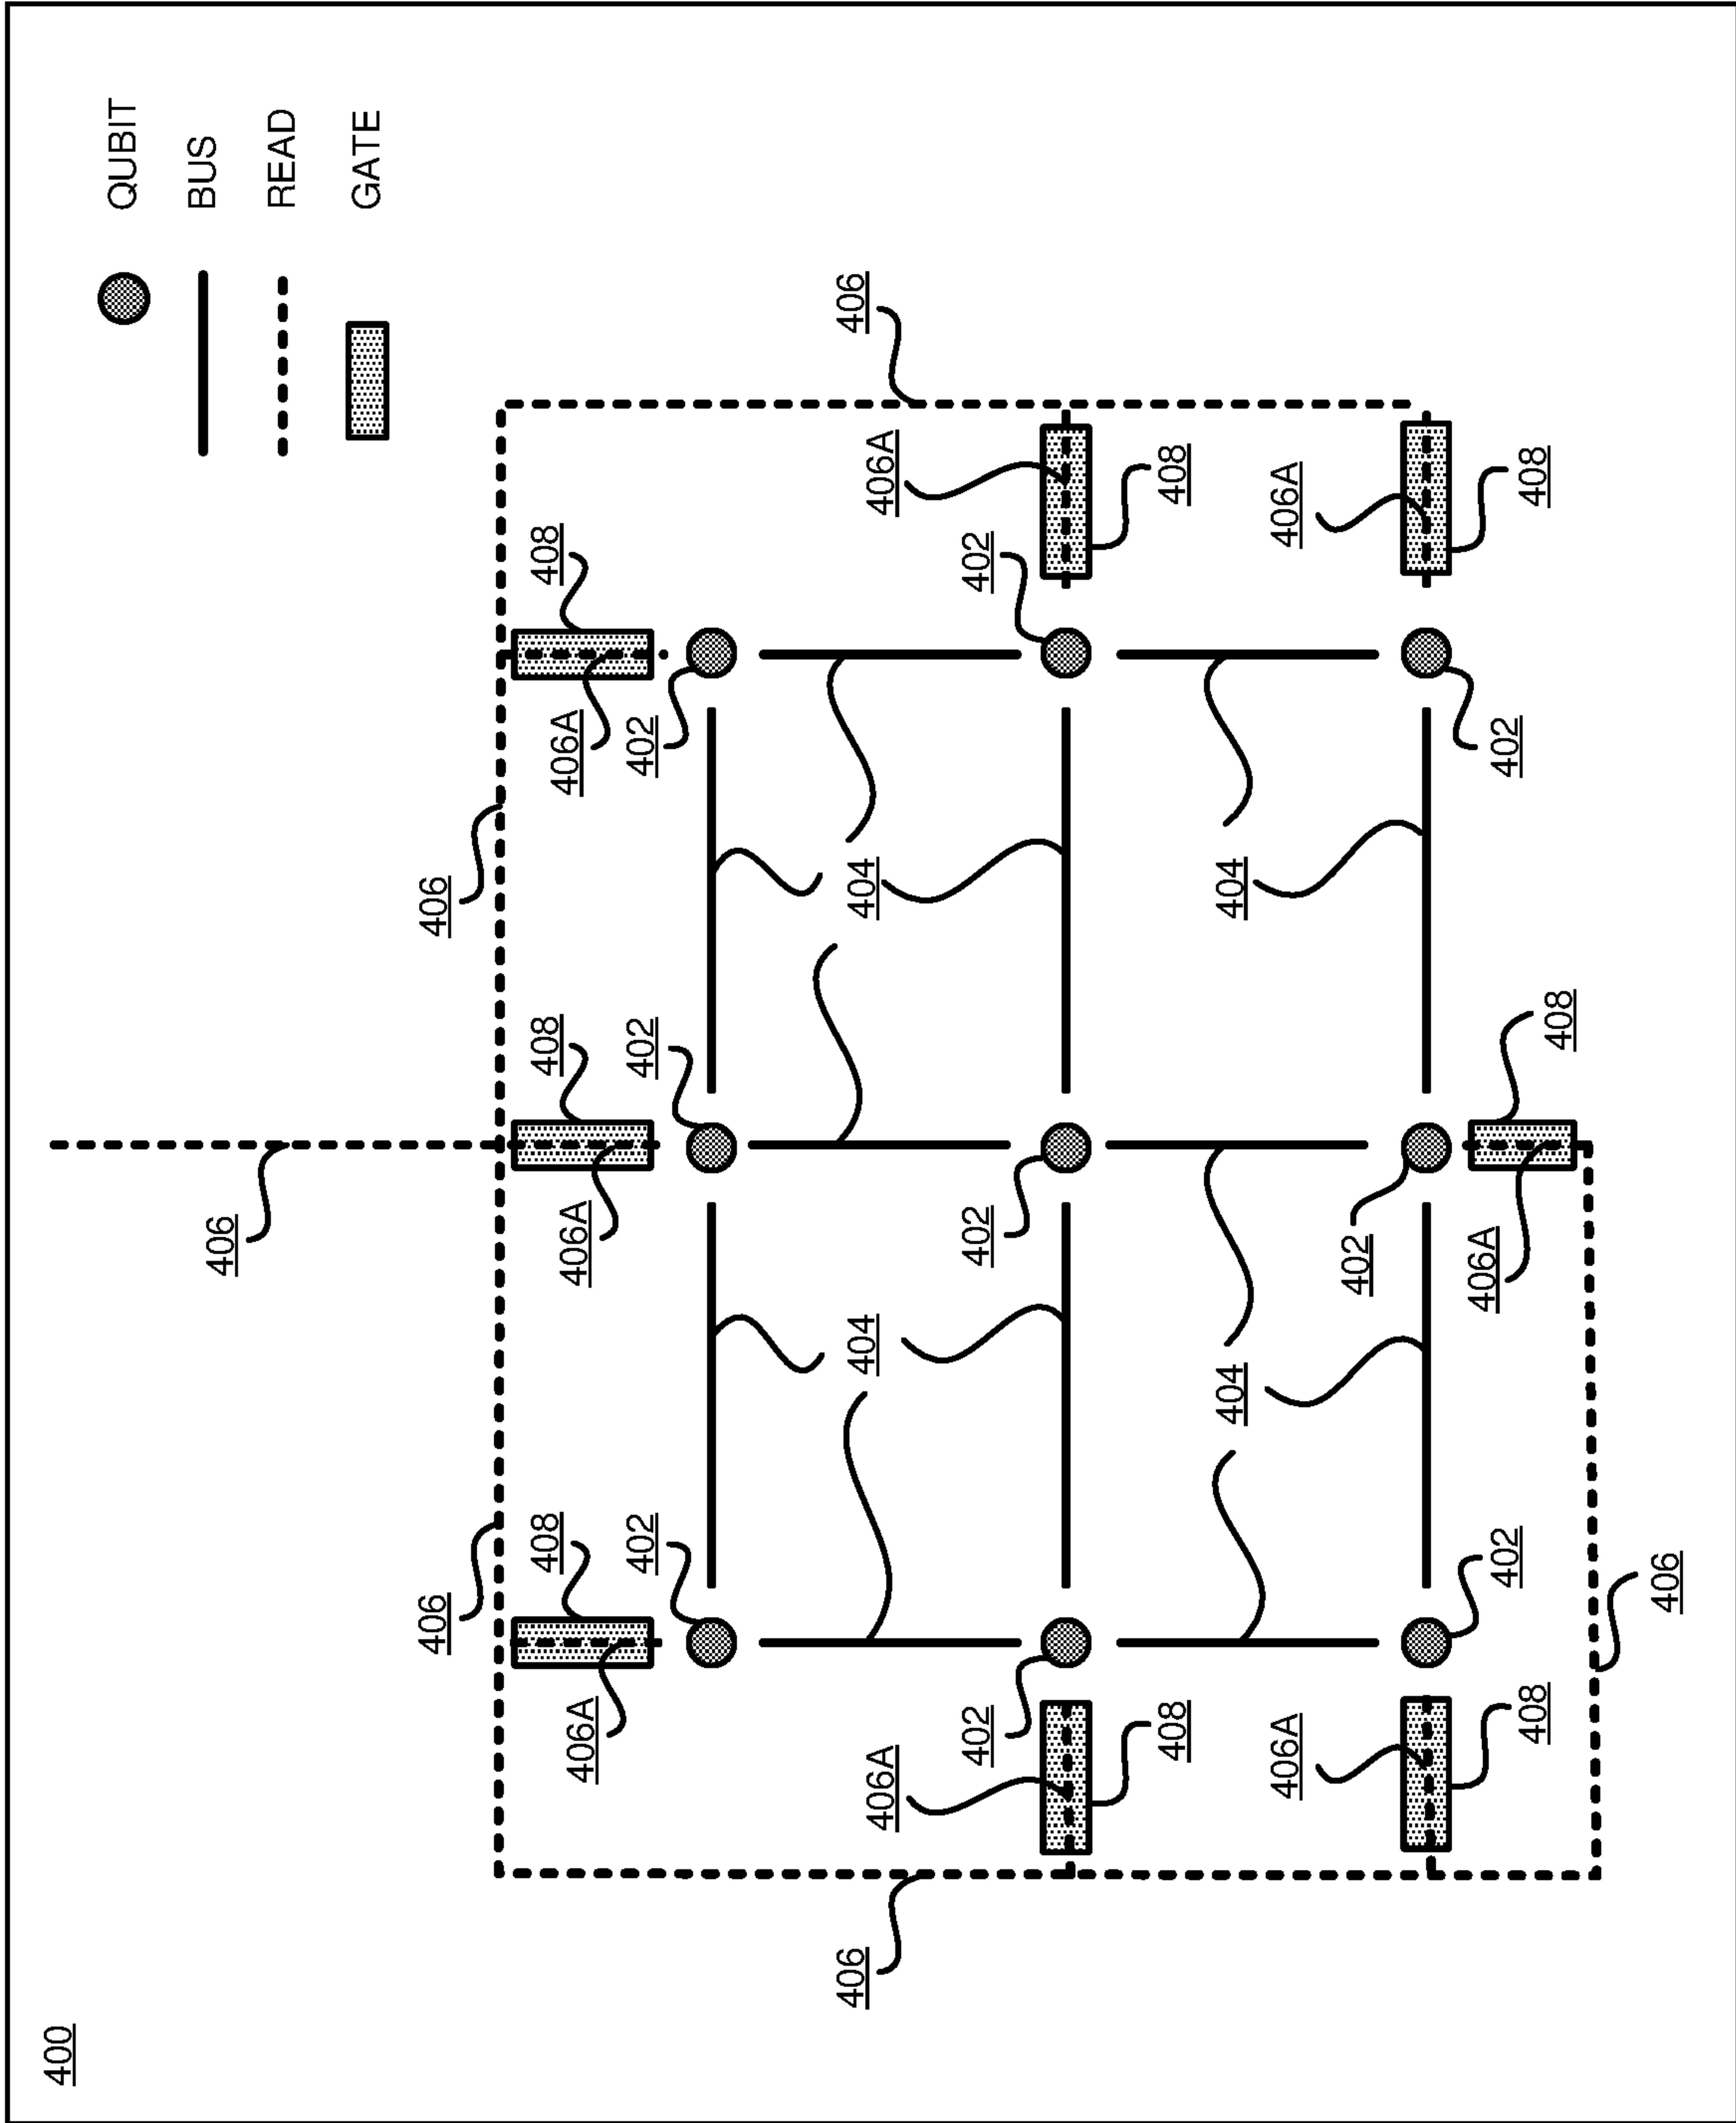 400
QUBIT
BUS
406
READ
GATE
406 406
408 408 408
406A 406A 406A
402 402 402
406 404 404 406
406A 406A
402 402 402
408 408
404 404
406A 406A
402
406A
402 402
408 408
408
406